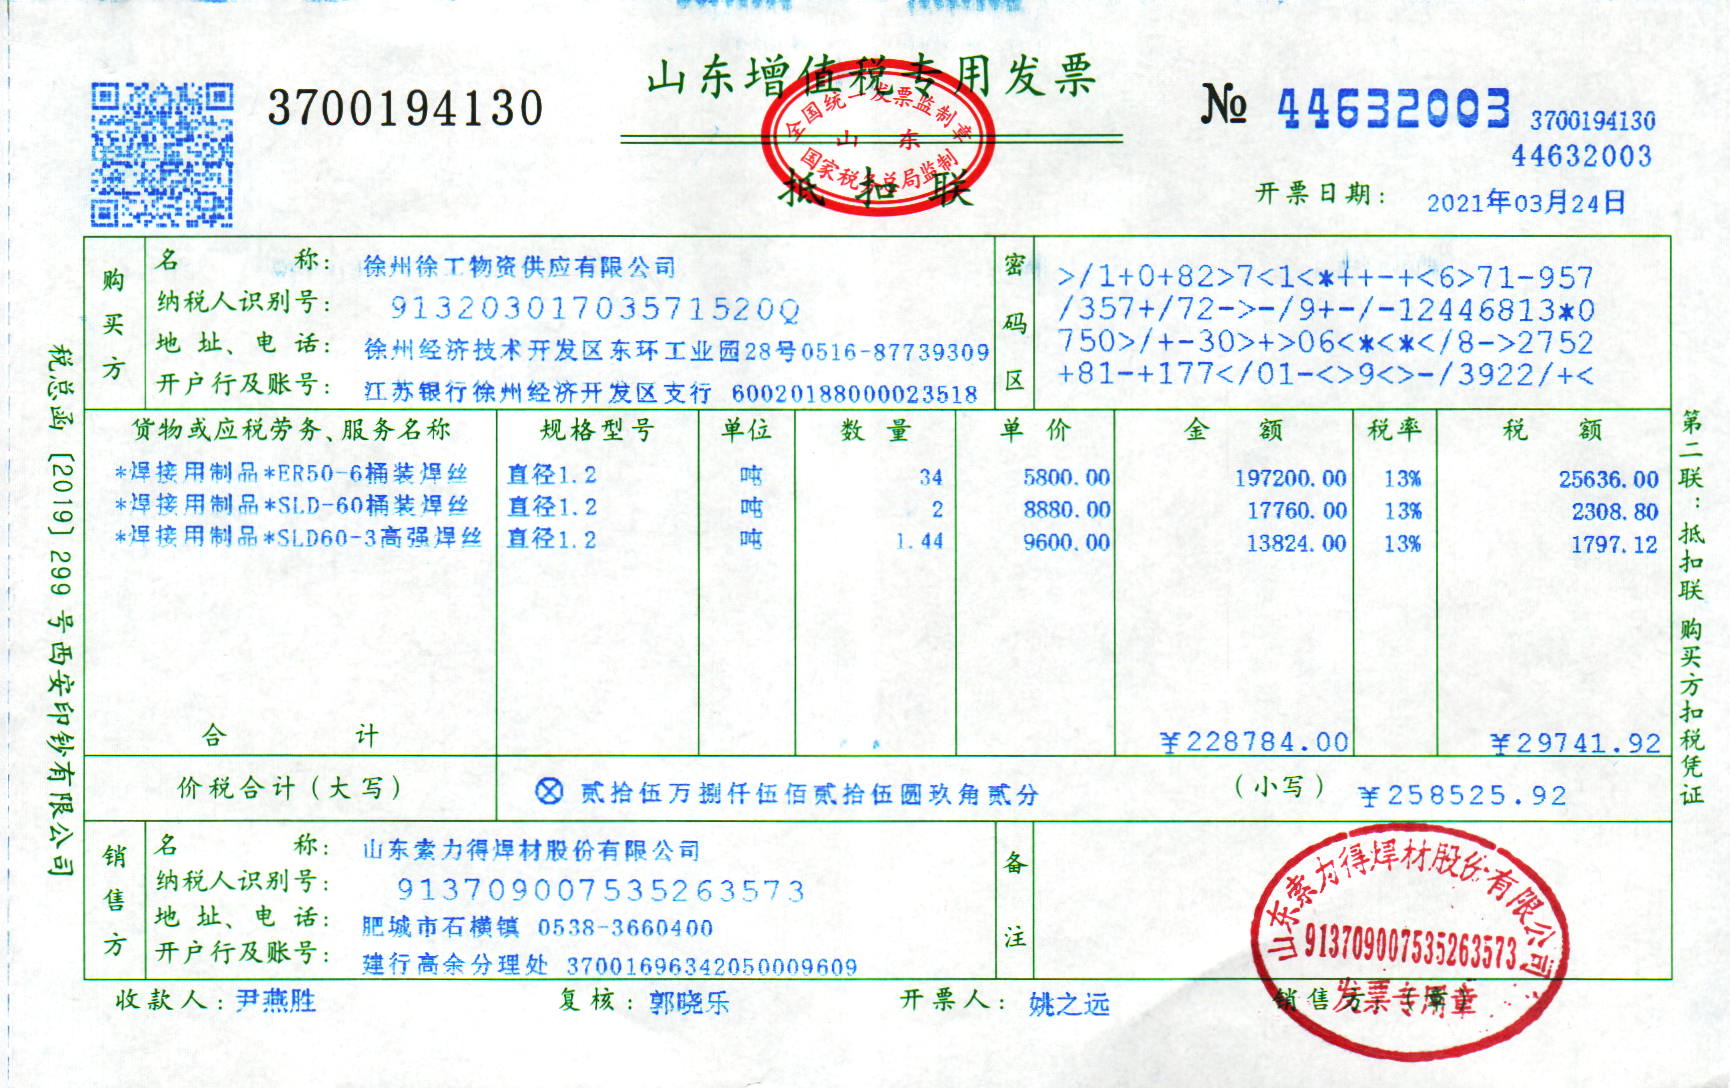 山东增值税专用发票
3700194130
№ 44632003
3700194130
44632003
全国统一发票监制章
山东
国家税务总局监制
抵扣联
开票日期： 2021年03月24日
购买方
名称： 徐州徐工物资供应有限公司
纳税人识别号： 91320301703571520Q
地址、电话： 徐州经济技术开发区东环工业园28号0516-87739309
开户行及账号： 江苏银行徐州经济开发区支行 60020188000023518
密码区
>/1+0+82>7<1<*++-+<6>71-957
/357+/72->-/9+-/-12446813*0
750>/+-30>+>06<*<*</8->2752
+81-+177</01-<>9<>-/3922/+<
货物或应税劳务、服务名称 规格型号 单位 数量 单价 金额 税率 税额
*焊接用制品*ER50-6桶装焊丝 直径1.2 吨 34 5800.00 197200.00 13% 25636.00
*焊接用制品*SLD-60桶装焊丝 直径1.2 吨 2 8880.00 17760.00 13% 2308.80
*焊接用制品*SLD60-3高强焊丝 直径1.2 吨 1.44 9600.00 13824.00 13% 1797.12
合计 ¥228784.00 ¥29741.92
价税合计（大写） ⊗ 贰拾伍万捌仟伍佰贰拾伍圆玖角贰分 （小写） ¥258525.92
销售方
名称： 山东索力得焊材股份有限公司
纳税人识别号： 913709007535263573
地址、电话： 肥城市石横镇 0538-3660400
开户行及账号： 建行高余分理处 37001696342050009609
备注
收款人：尹燕胜 复核：郭晓乐 开票人：姚之远 销售方：（章）
山东索力得焊材股份有限公司
913709007535263573
发票专用章
税总函〔2019〕299号西安印钞有限公司
第二联：抵扣联 购买方扣税凭证